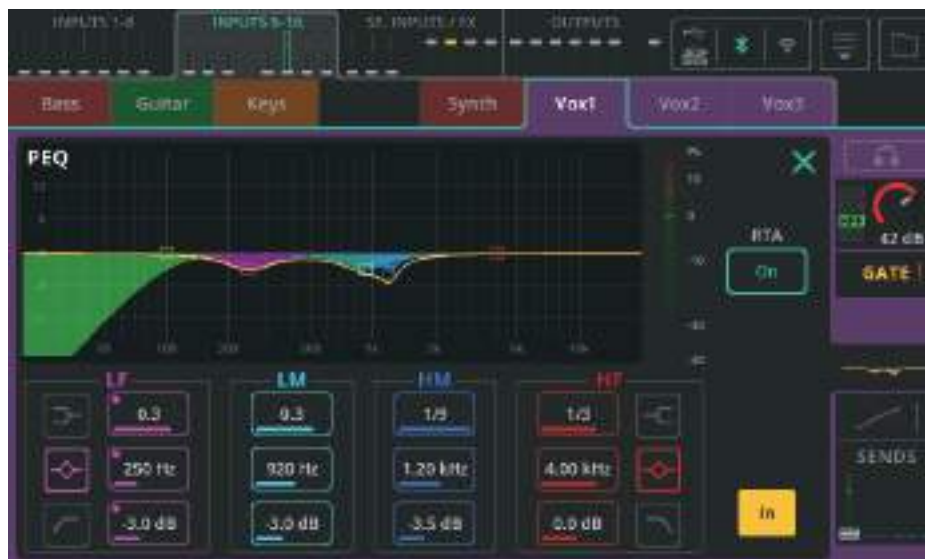 INPUTS 1-8 INPUTS 9-16 ST. INPUTS / FX OUTPUTS
Bass Guitar Keys Synth Vox1 Vox2 Vox3
PEQ
RTA
On
42 dB
GATE
LF LM HM HF
0.3 0.3 1/9 1/3
250 Hz 920 Hz 1.20 kHz 4.00 kHz
-3.0 dB -3.0 dB -3.5 dB 0.0 dB
SENDS
In